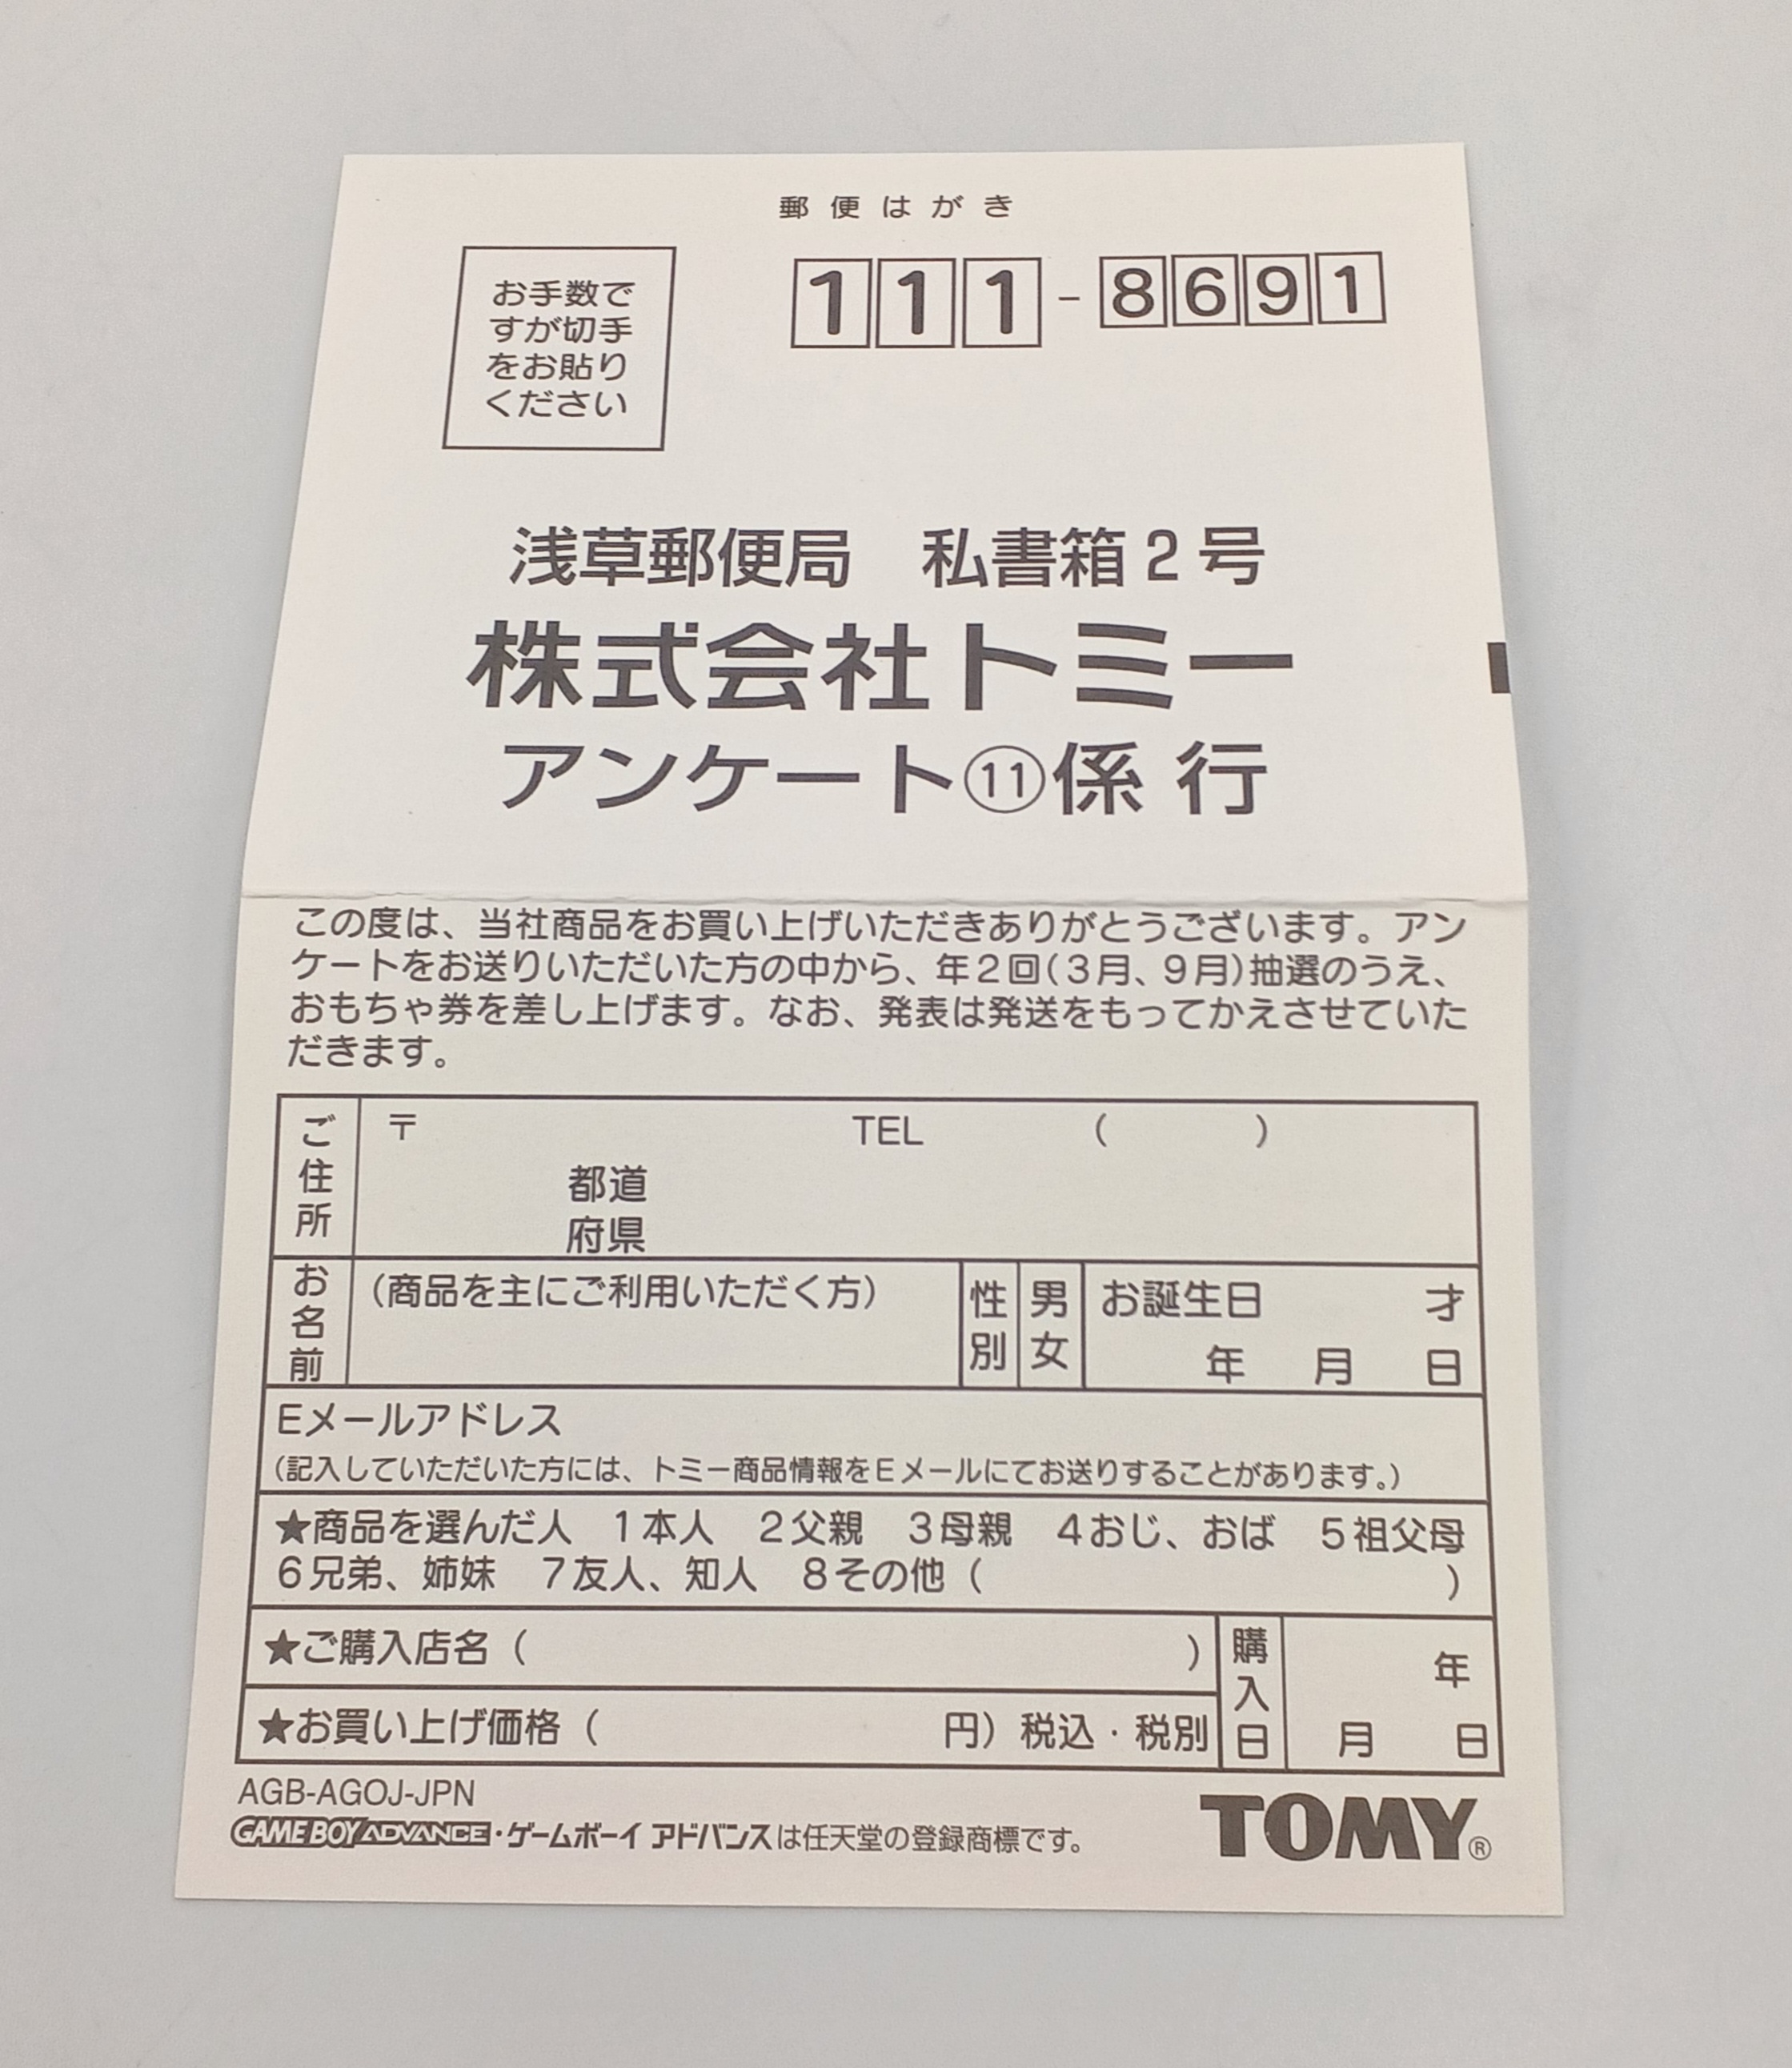 郵便はがき
お手数で
すが切手
をお貼り
ください
111-8691
浅草郵便局　私書箱2号
株式会社トミー
アンケート⑪係 行
この度は、当社商品をお買い上げいただきありがとうございます。アン
ケートをお送りいただいた方の中から、年2回(3月、9月)抽選のうえ、
おもちゃ券を差し上げます。なお、発表は発送をもってかえさせていた
だきます。
ご住所
〒　TEL　(　)
都道
府県
お名前
(商品を主にご利用いただく方)
性別
男
女
お誕生日　才
年　月　日
Eメールアドレス
(記入していただいた方には、トミー商品情報をEメールにてお送りすることがあります。)
★商品を選んだ人　1本人　2父親　3母親　4おじ、おば　5祖父母
6兄弟、姉妹　7友人、知人　8その他(　)
★ご購入店名(　)
★お買い上げ価格(　円)税込・税別
購入日
年
月　日
AGB-AGOJ-JPN
GAME BOY ADVANCE・ゲームボーイ アドバンスは任天堂の登録商標です。
TOMY®